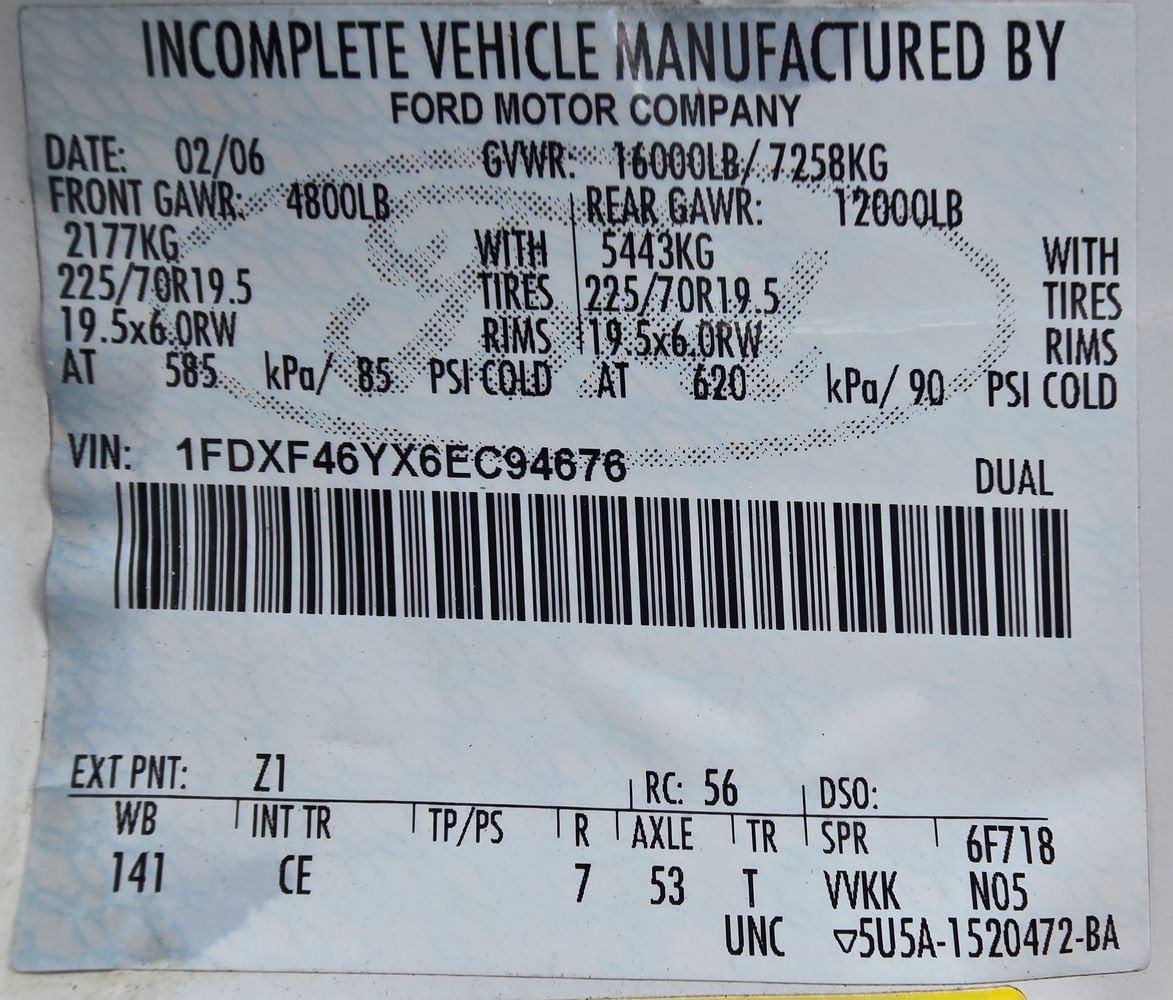 INCOMPLETE VEHICLE MANUFACTURED BY
FORD MOTOR COMPANY
DATE: 02/06 GVWR: 16000LB/ 7258KG
FRONT GAWR: 4800LB REAR GAWR: 12000LB
2177KG WITH 5443KG WITH
225/70R19.5 TIRES 225/70R19.5 TIRES
19.5x6.0RW RIMS 19.5x6.0RW RIMS
AT 585 kPa/ 85 PSI COLD AT 620 kPa/ 90 PSI COLD
VIN: 1FDXF46YX6EC94676
DUAL
EXT PNT: Z1 RC: 56 DSO:
WB INT TR TP/PS R AXLE TR SPR 6F718
141 CE 7 53 T VVKK N05
UNC ▽5U5A-1520472-BA